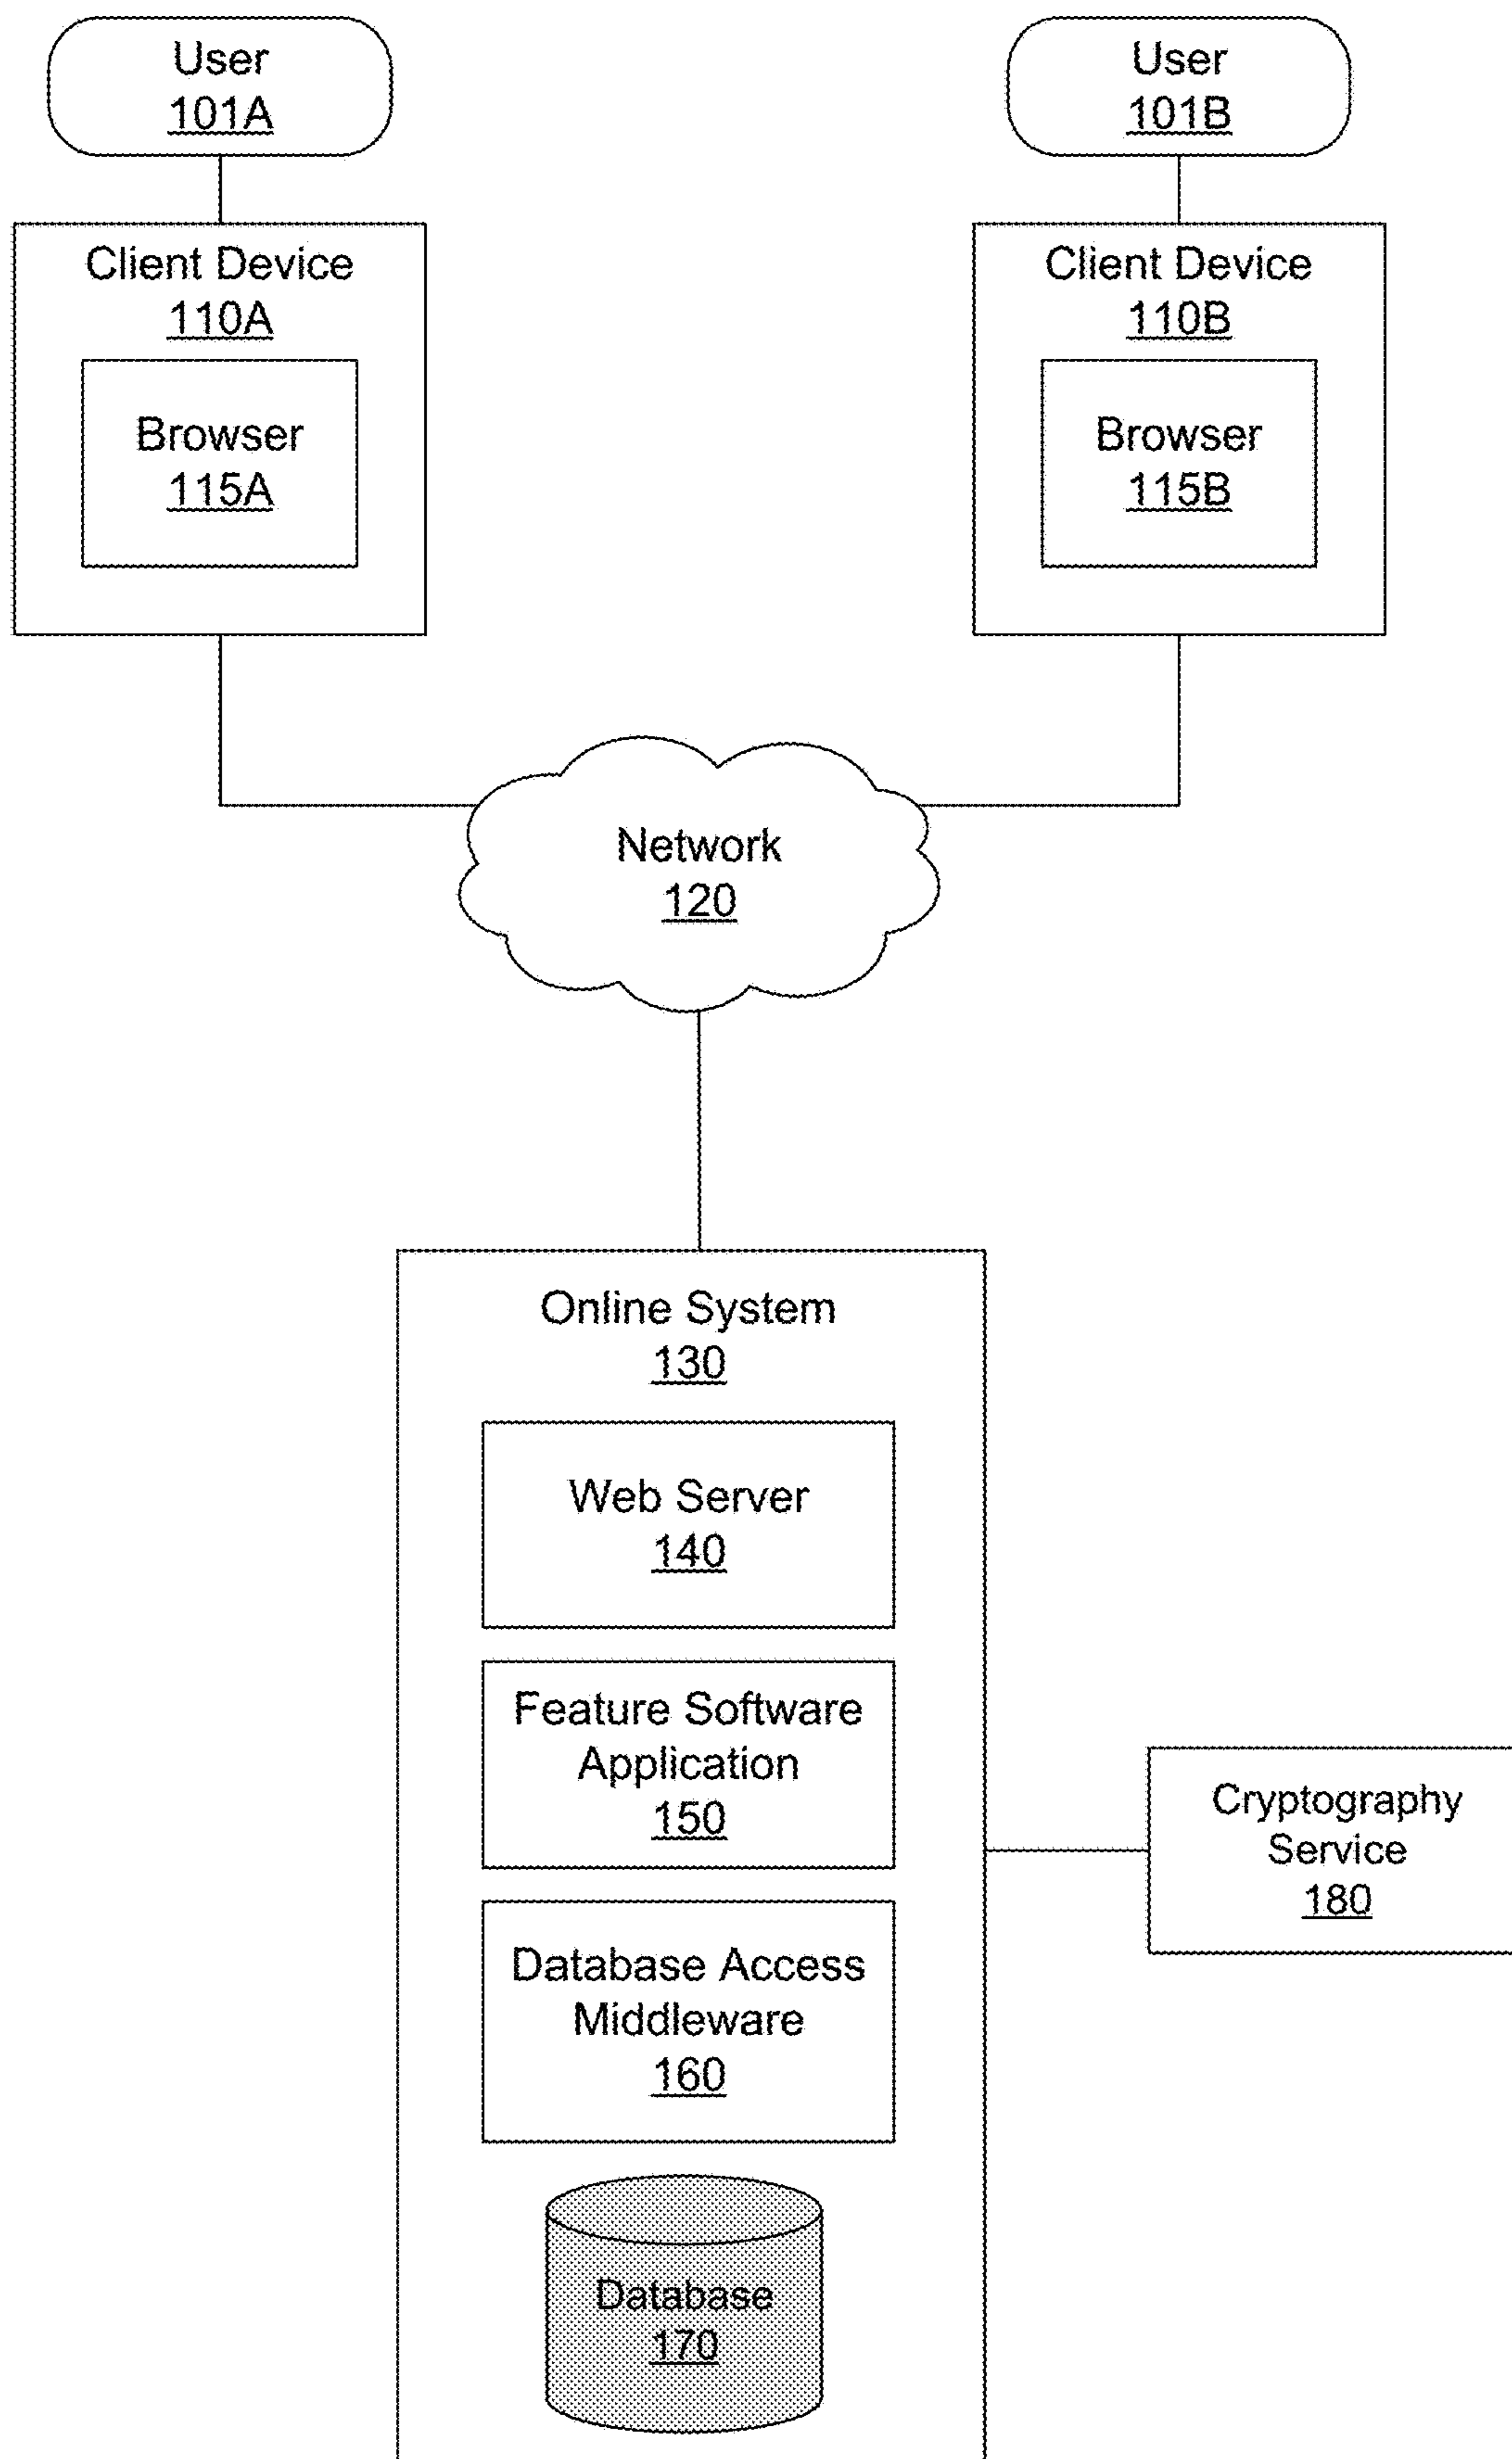 User
101A
User
101B
Client Device
110A
Browser
115A
Client Device
110B
Browser
115B
Network
120
Online System
130
Web Server
140
Feature Software
Application
150
Database Access
Middleware
160
Database
170
Cryptography
Service
180